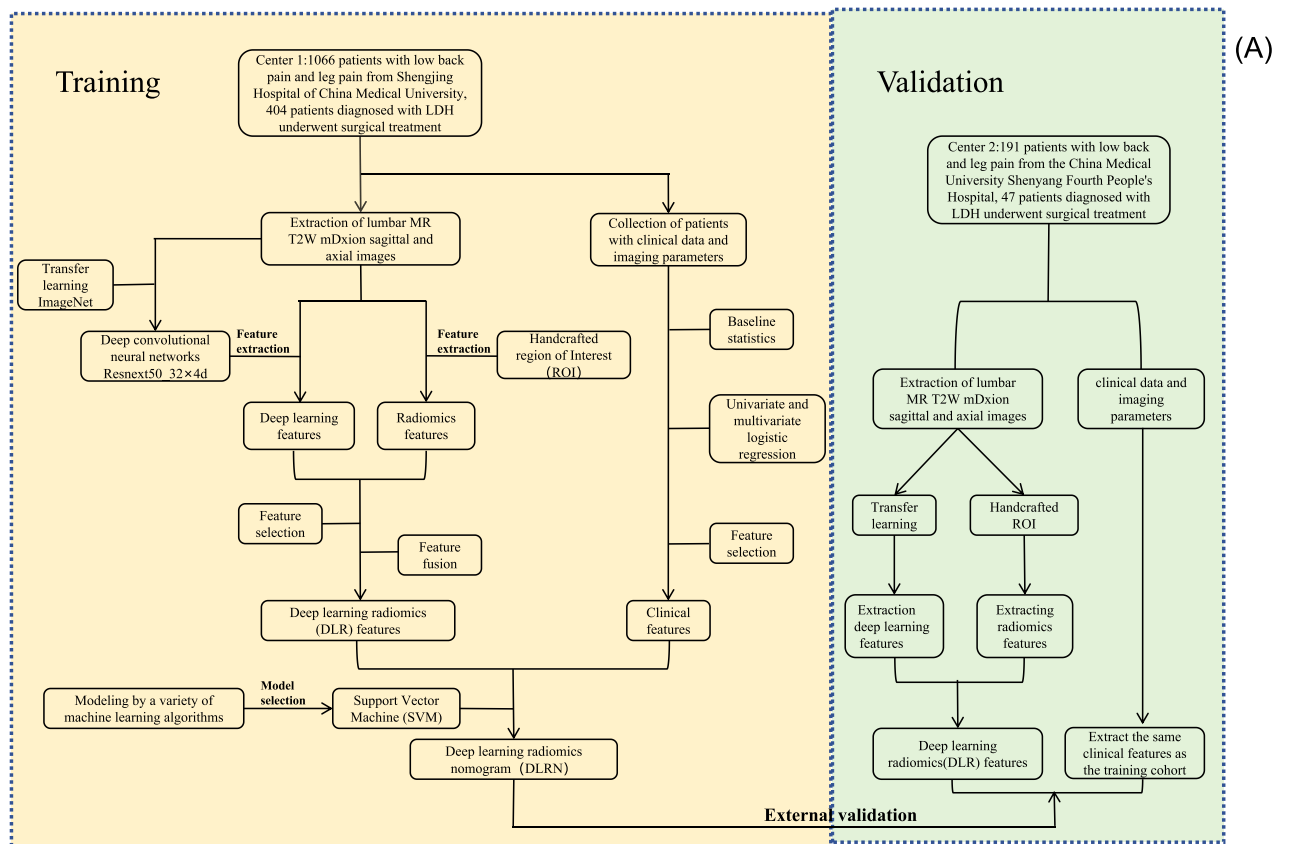 (A)
Training
Center 1:1066 patients with low back
pain and leg pain from Shengjing
Hospital of China Medical University,
404 patients diagnosed with LDH
underwent surgical treatment
Extraction of lumbar MR
T2W mDxion sagittal and
axial images
Collection of patients
with clinical data and
imaging parameters
Transfer
learning
ImageNet
Deep convolutional
neural networks
Resnext50_32×4d
Feature
extraction
Feature
extraction
Handcrafted
region of Interest
(ROI)
Baseline
statistics
Deep learning
features
Radiomics
features
Univariate and
multivariate
logistic
regression
Feature
selection
Feature
fusion
Feature
selection
Deep learning radiomics
(DLR) features
Clinical
features
Modeling by a variety of
machine learning algorithms
Model
selection
Support Vector
Machine (SVM)
Deep learning radiomics
nomogram（DLRN）
External validation
Validation
Center 2:191 patients with low back
and leg pain from the China Medical
University Shenyang Fourth People's
Hospital, 47 patients diagnosed with
LDH underwent surgical treatment
Extraction of lumbar
MR T2W mDxion
sagittal and axial images
clinical data and
imaging
parameters
Transfer
learning
Handcrafted
ROI
Extraction
deep learning
features
Extracting
radiomics
features
Deep learning
radiomics(DLR) features
Extract the same
clinical features as
the training cohort